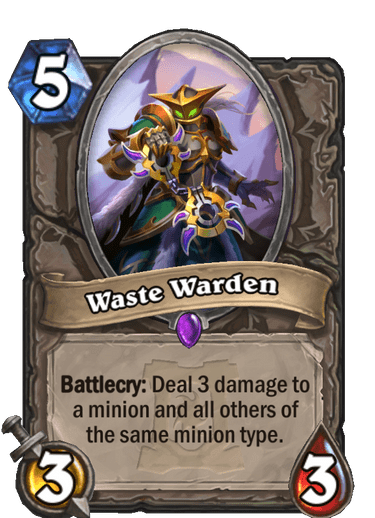 5
Waste Warden
Battlecry: Deal 3 damage to
a minion and all others of
the same minion type.
3
3